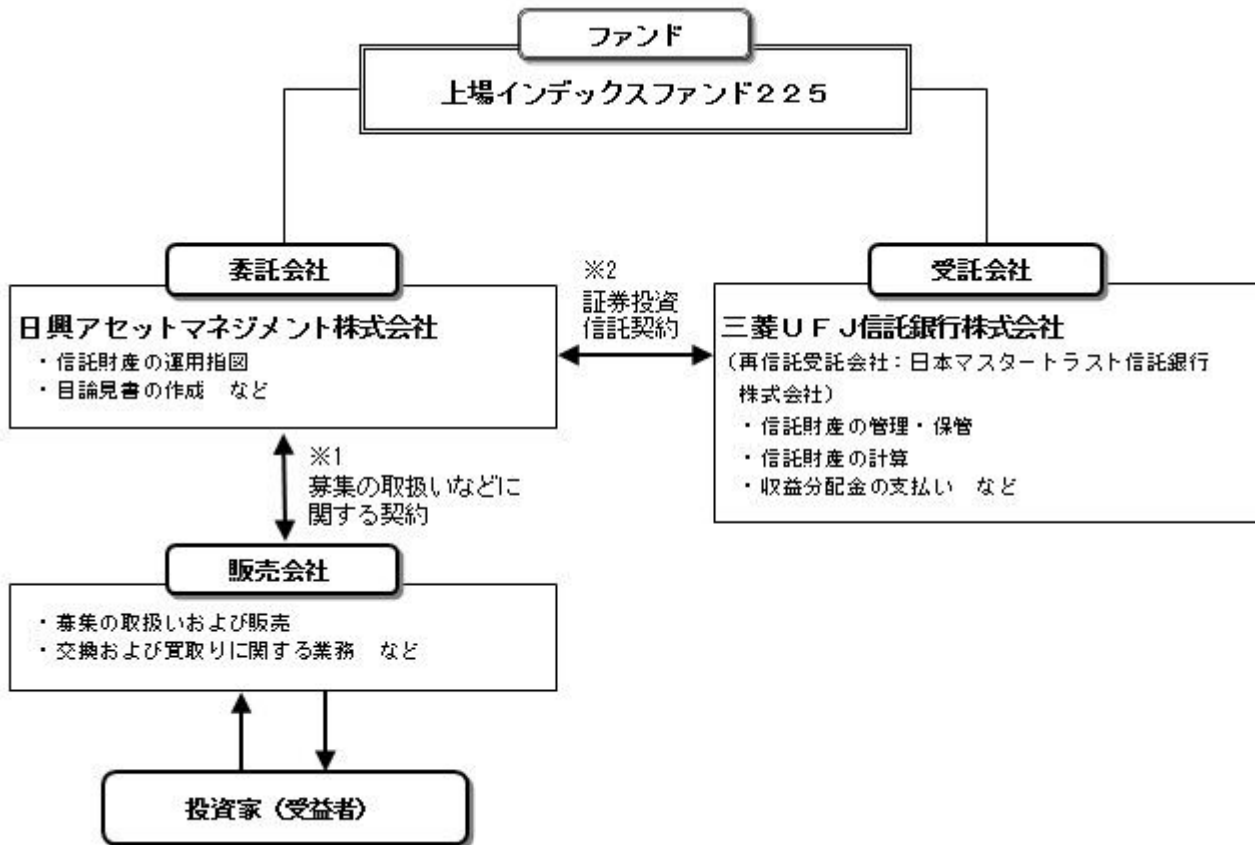 ファンド
上場インデックスファンド２２５
委託会社
日興アセットマネジメント株式会社
・信託財産の運用指図
・目論見書の作成　など
※2
証券投資
信託契約
受託会社
三菱ＵＦＪ信託銀行株式会社
（再信託受託会社：日本マスタートラスト信託銀行
株式会社）
・信託財産の管理・保管
・信託財産の計算
・収益分配金の支払い　など
※1
募集の取扱いなどに
関する契約
販売会社
・募集の取扱いおよび販売
・交換および買取りに関する業務　など
投資家（受益者）